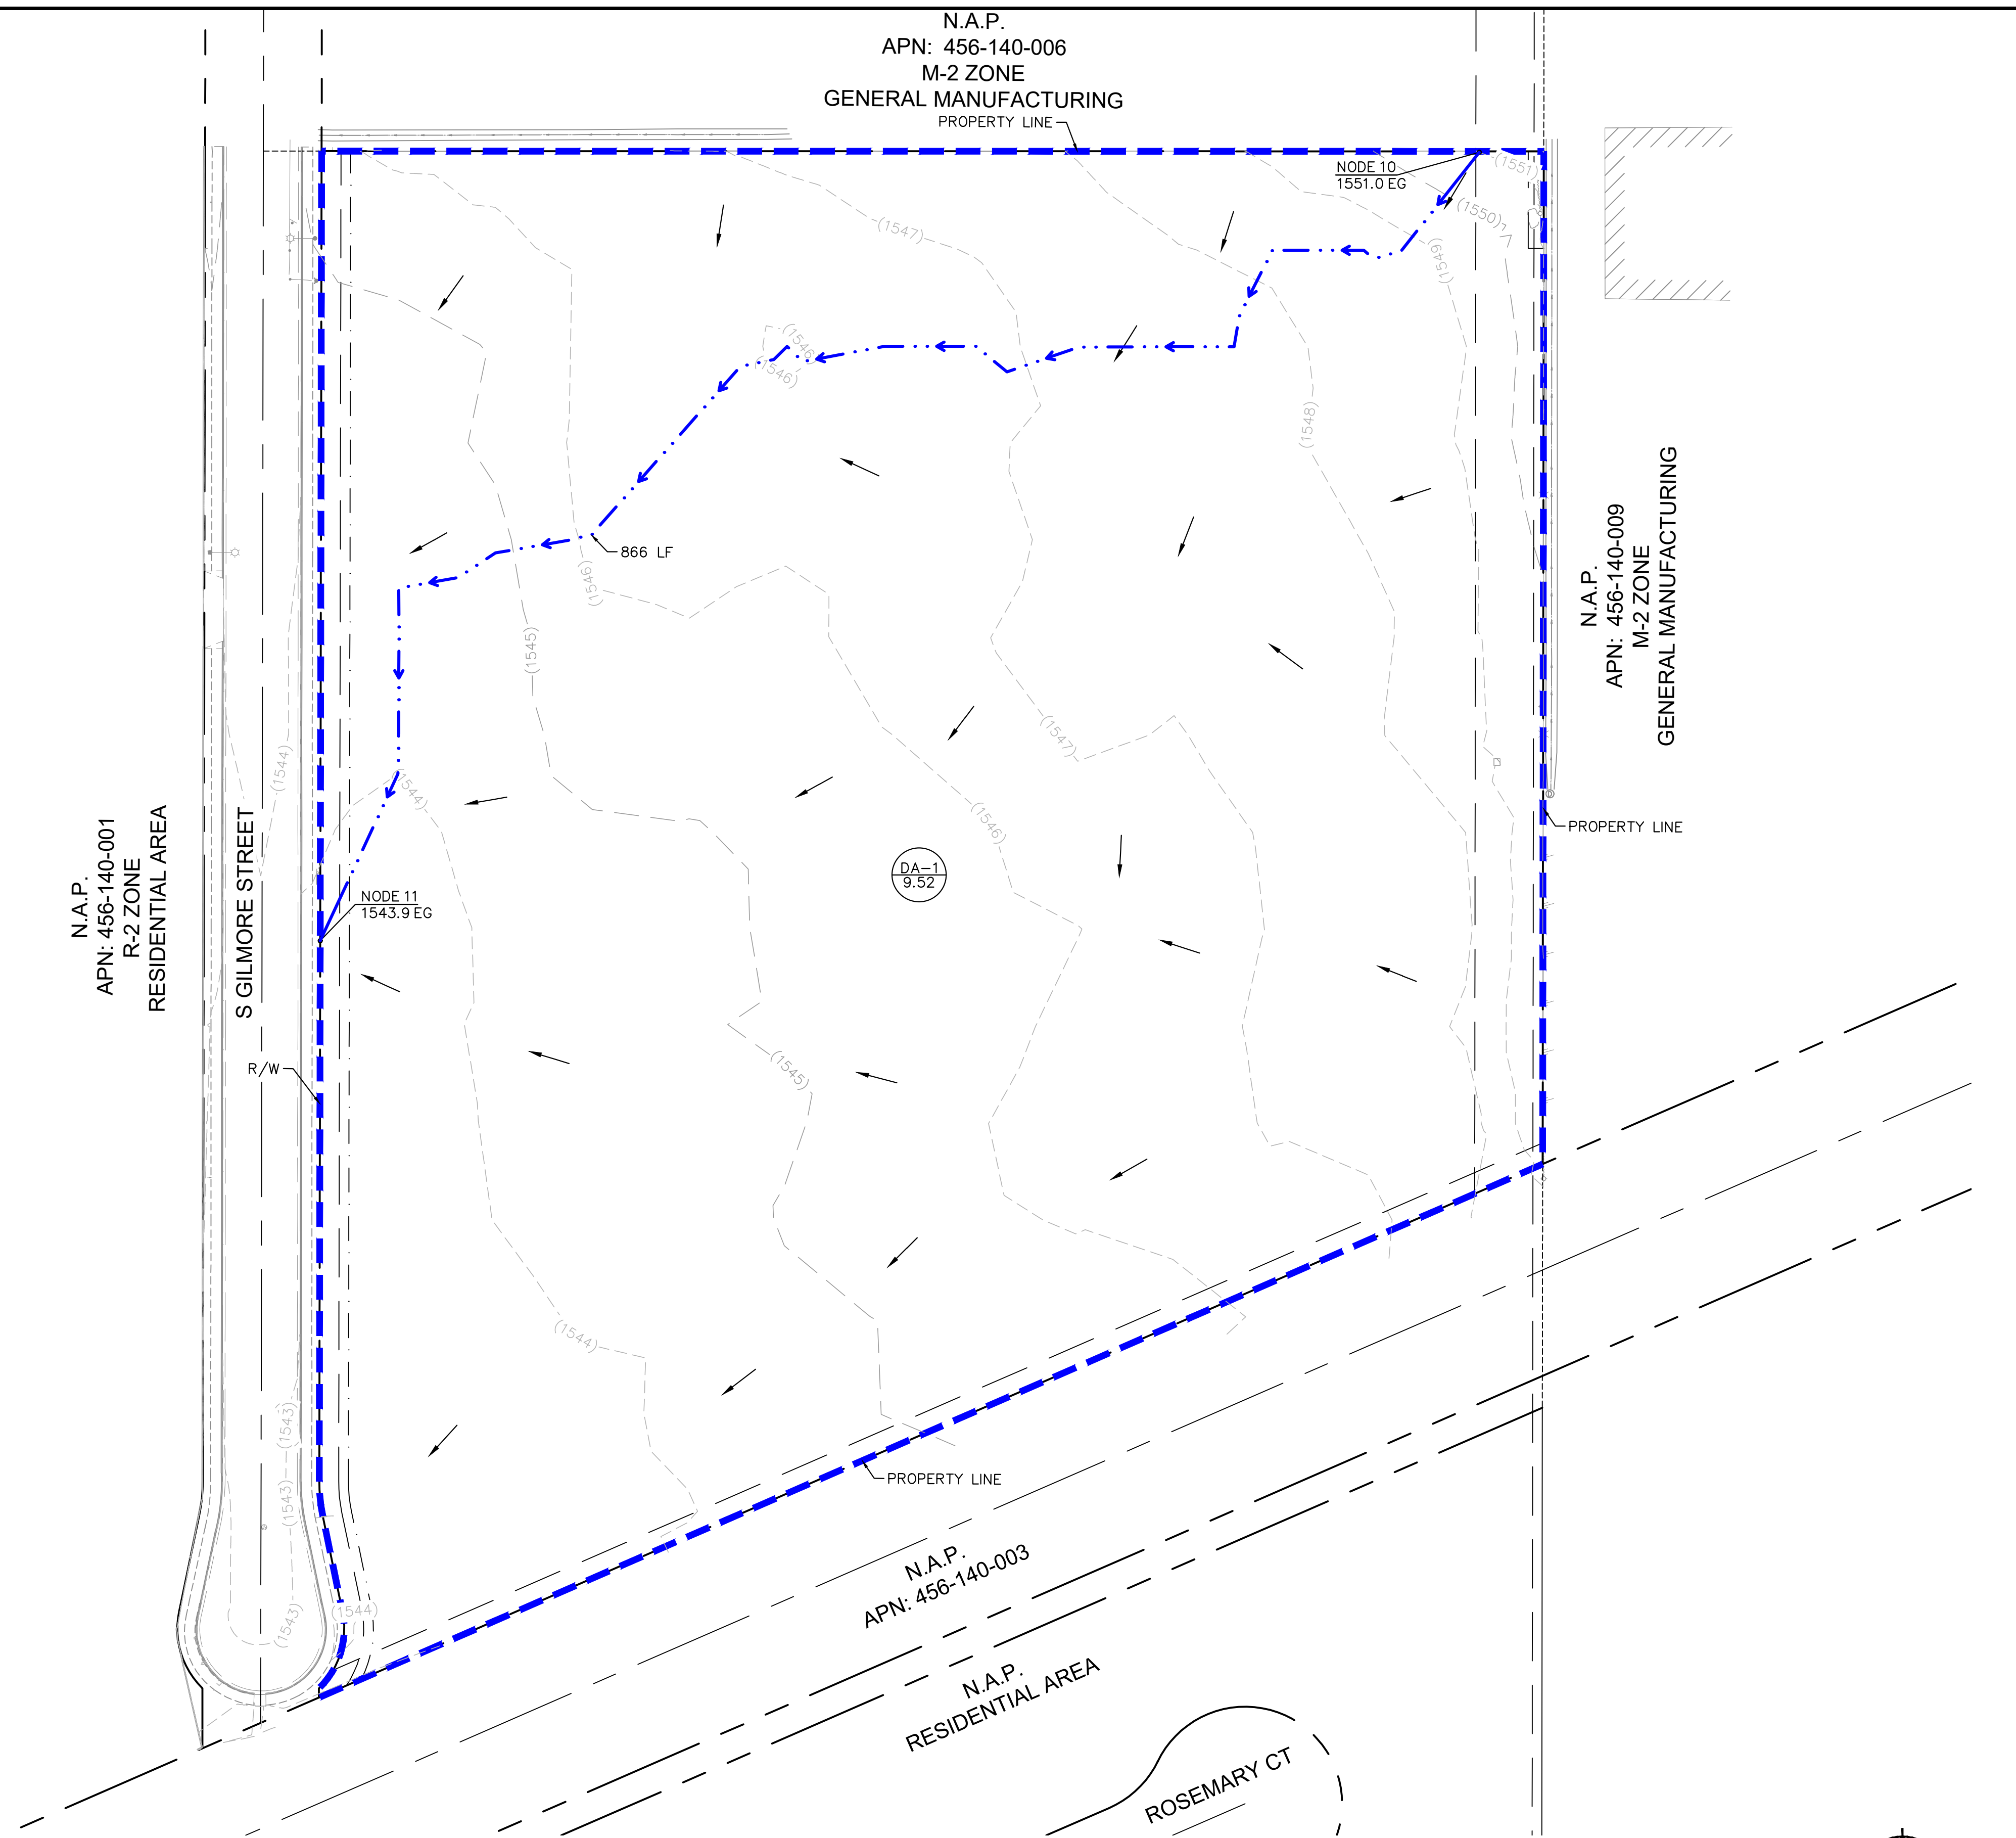 N.A.P.
APN: 456-140-006
M-2 ZONE
GENERAL MANUFACTURING
PROPERTY LINE
NODE 10
1551.0 EG
(1551)
(1550)
(1549)
(1547)
(1546)
(1546)
(1548)
866 LF
(1546)
(1545)
N.A.P.
APN: 456-140-009
M-2 ZONE
GENERAL MANUFACTURING
(1547)
(1544)
(1544)
(1546)
PROPERTY LINE
N.A.P.
APN: 456-140-001
R-2 ZONE
RESIDENTIAL AREA
S GILMORE STREET
DA-1
9.52
NODE 11
1543.9 EG
R/W
(1545)
(1544)
(1543)
(1543)
PROPERTY LINE
(1544)
(1543)
N.A.P.
APN: 456-140-003
N.A.P.
RESIDENTIAL AREA
ROSEMARY CT